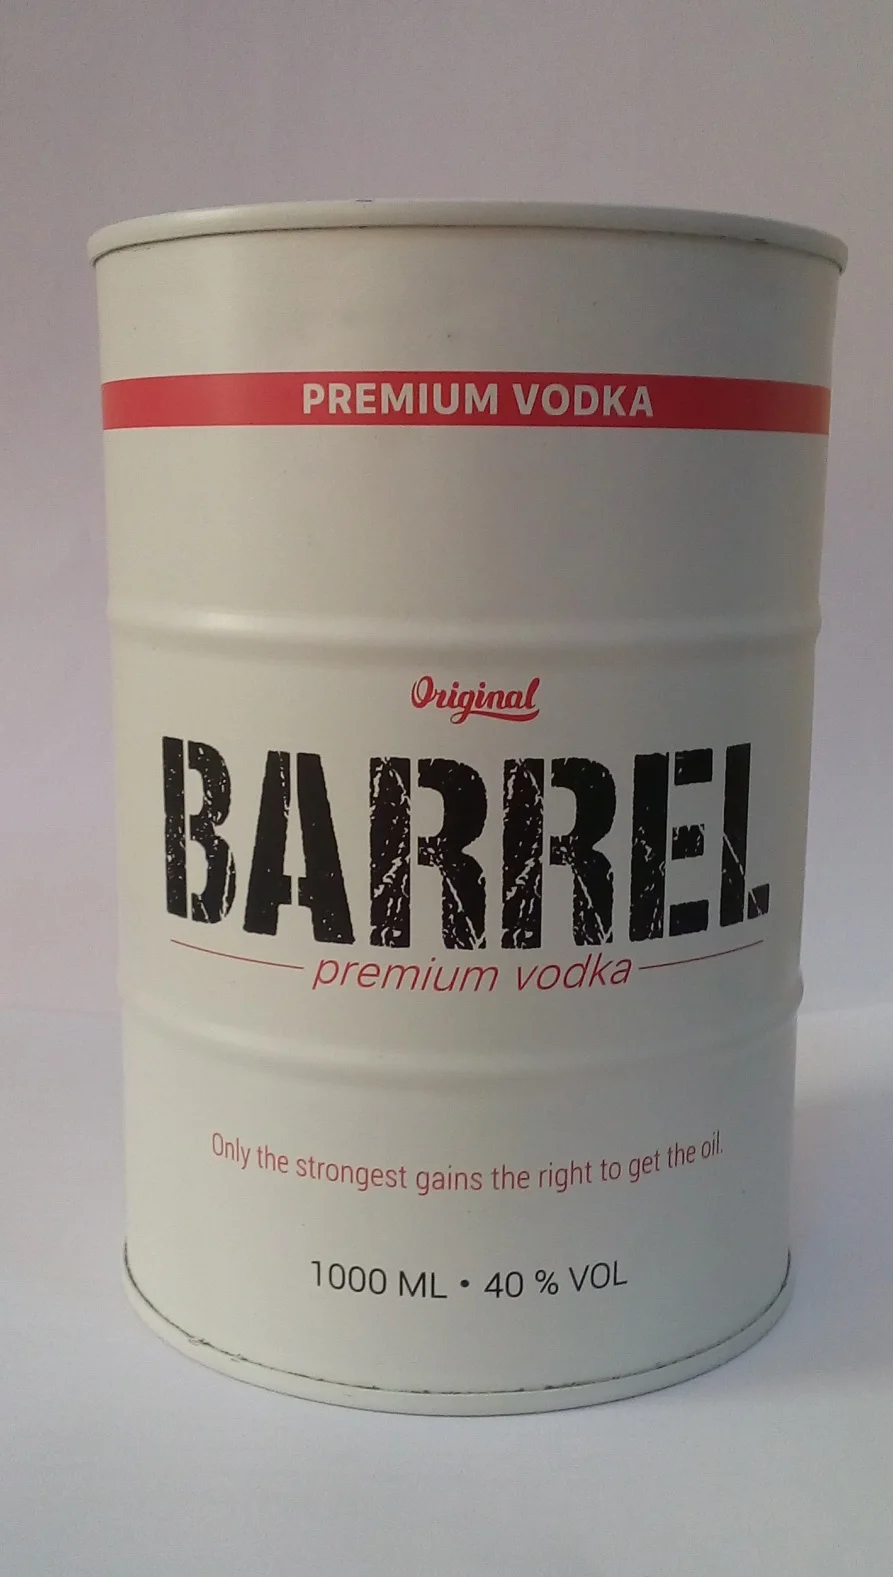 PREMIUM VODKA
Original
BARREL
premium vodka
Only the strongest gains the right to get the oil.
1000 ML • 40 % VOL